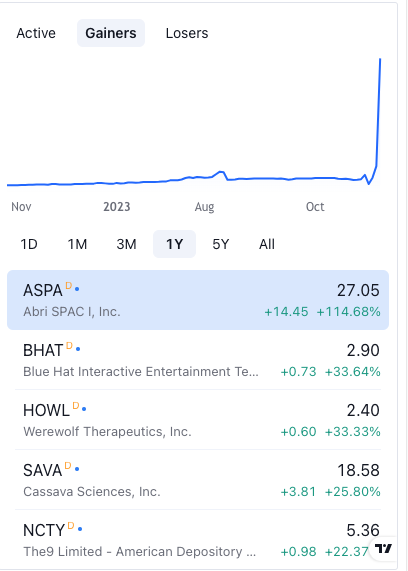 Active Gainers Losers
Nov 2023 Aug Oct
1D 1M 3M 1Y 5Y All
ASPA D 27.05
Abri SPAC I, Inc. +14.45 +114.68%
BHAT D 2.90
Blue Hat Interactive Entertainment Te... +0.73 +33.64%
HOWL D 2.40
Werewolf Therapeutics, Inc. +0.60 +33.33%
SAVA D 18.58
Cassava Sciences, Inc. +3.81 +25.80%
NCTY D 5.36
The9 Limited - American Depository ... +0.98 +22.37